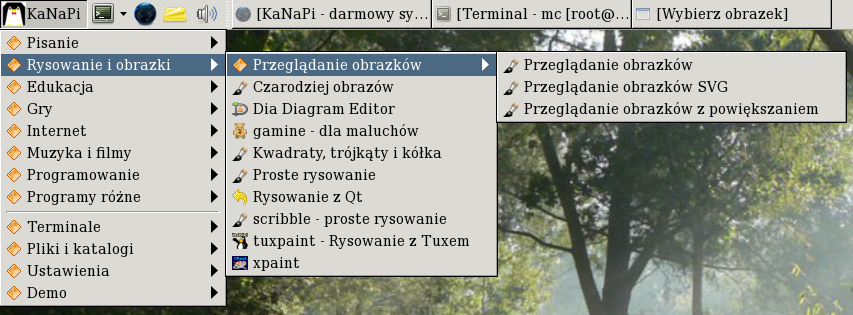 KaNaPi
[KaNaPi - darmowy sy...
[Terminal - mc [root@...
[Wybierz obrazek]
Pisanie
Rysowanie i obrazki
Edukacja
Gry
Internet
Muzyka i filmy
Programowanie
Programy różne
Terminale
Pliki i katalogi
Ustawienia
Demo
Przeglądanie obrazków
Czarodziej obrazów
Dia Diagram Editor
gamine - dla maluchów
Kwadraty, trójkąty i kółka
Proste rysowanie
Rysowanie z Qt
scribble - proste rysowanie
tuxpaint - Rysowanie z Tuxem
xpaint
Przeglądanie obrazków
Przeglądanie obrazków SVG
Przeglądanie obrazków z powiększaniem